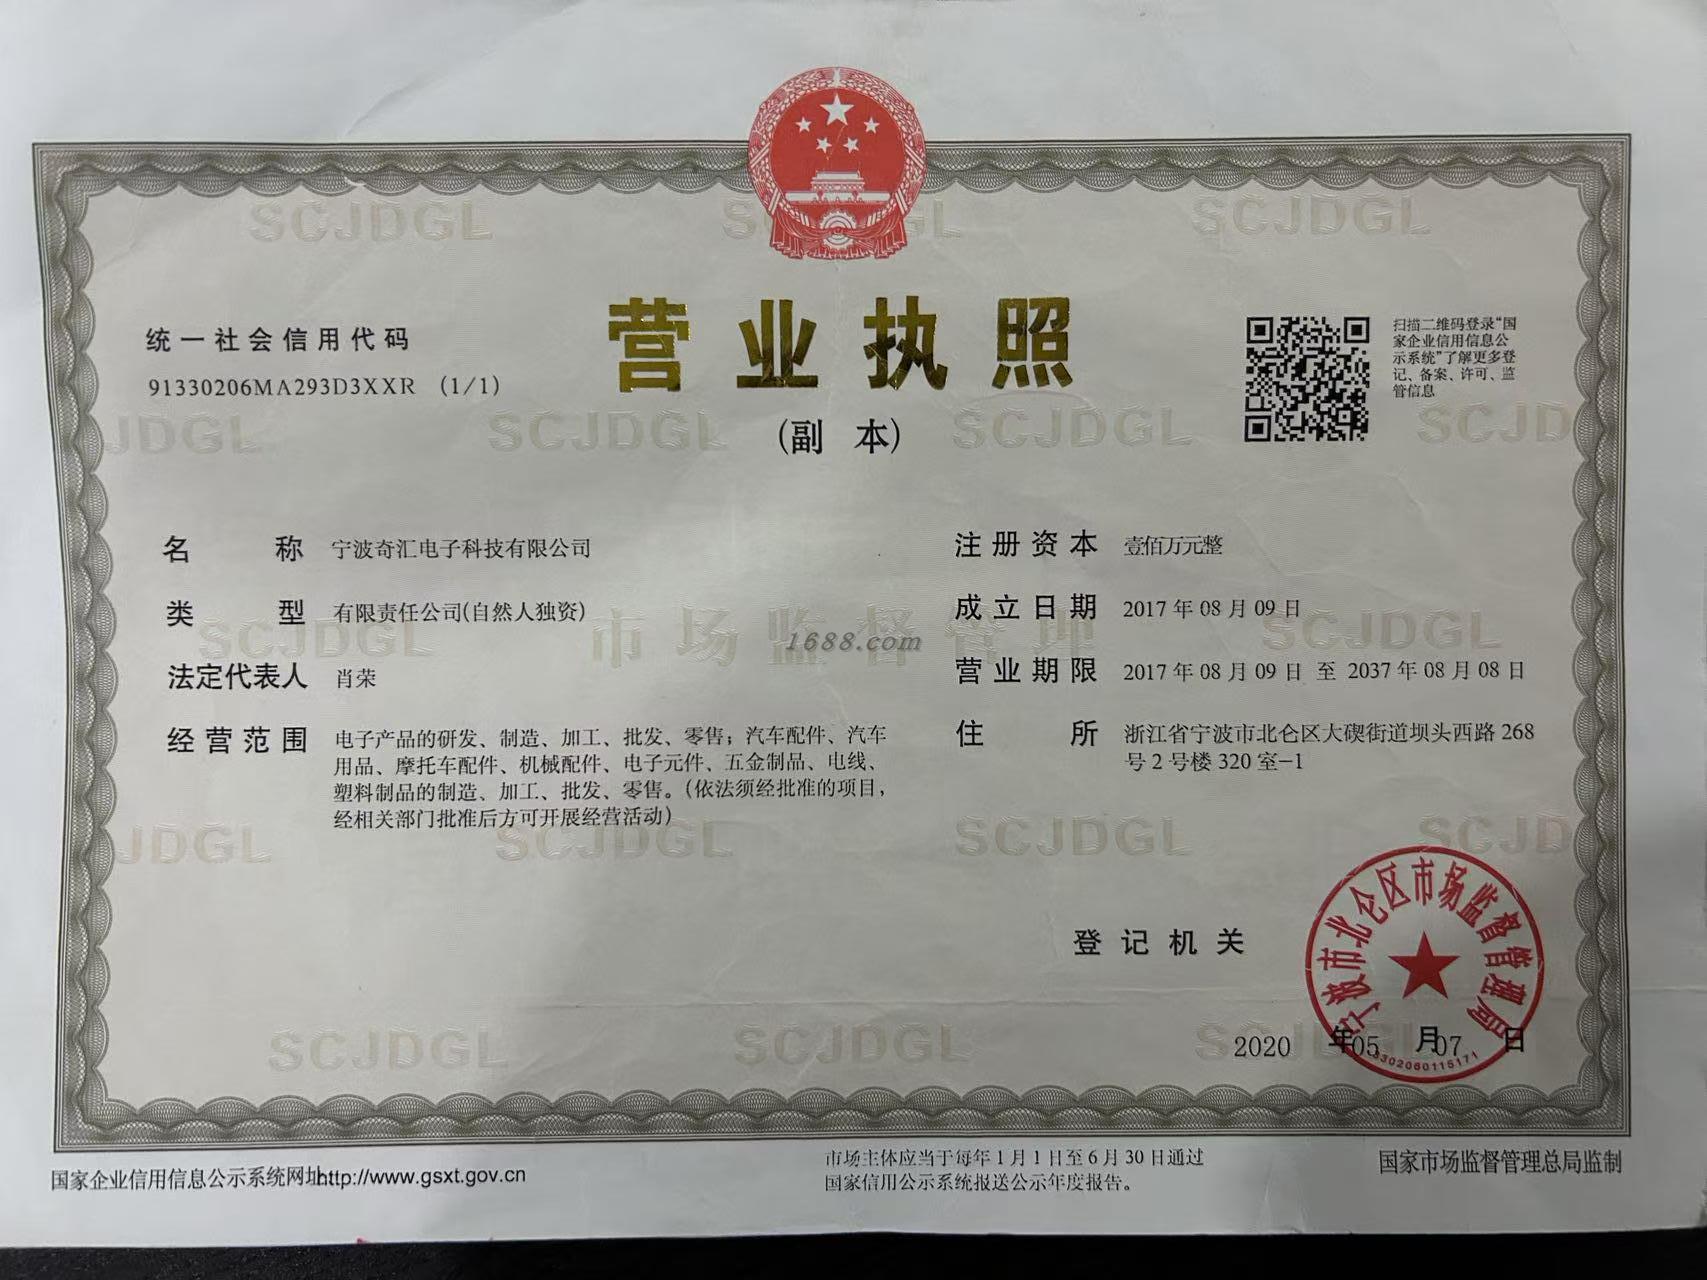 营业执照
(副 本)
统一社会信用代码
91330206MA293D3XXR (1/1)
扫描二维码登录“国
家企业信用信息公
示系统”了解更多登
记、备案、许可、监
管信息
名 称 宁波奇汇电子科技有限公司
类 型 有限责任公司(自然人独资)
法定代表人 肖荣
经营范围 电子产品的研发、制造、加工、批发、零售；汽车配件、汽车
用品、摩托车配件、机械配件、电子元件、五金制品、电线、
塑料制品的制造、加工、批发、零售。(依法须经批准的项目，
经相关部门批准后方可开展经营活动)
注册资本 壹佰万元整
成立日期 2017年08月09日
营业期限 2017年08月09日 至 2037年08月08日
住 所 浙江省宁波市北仑区大碶街道坝头西路268
号2号楼320室-1
市场监督管理
1688.com
SCJDGL
登记机关
宁波市北仑区市场监督管理局
3302060115171
2020 年05 月07 日
国家企业信用信息公示系统网址http://www.gsxt.gov.cn
市场主体应当于每年1月1日至6月30日通过
国家信用公示系统报送公示年度报告。
国家市场监督管理总局监制